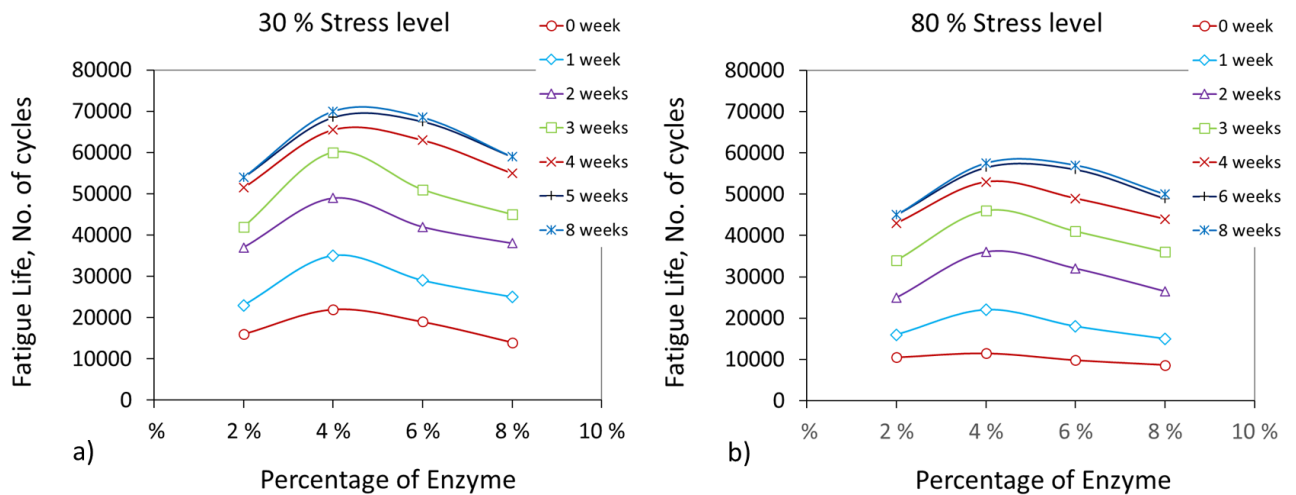 30 % Stress level
0 week
1 week
2 weeks
3 weeks
4 weeks
5 weeks
8 weeks
80000
70000
60000
50000
40000
30000
20000
10000
0
Fatigue Life, No. of cycles
% 2 % 4 % 6 % 8 % 10 %
a)
Percentage of Enzyme
80 % Stress level
0 week
1 week
2 weeks
3 weeks
4 weeks
6 weeks
8 weeks
80000
70000
60000
50000
40000
30000
20000
10000
0
Fatigue Life, No. of cycles
% 2 % 4 % 6 % 8 % 10 %
b)
Percentage of Enzyme